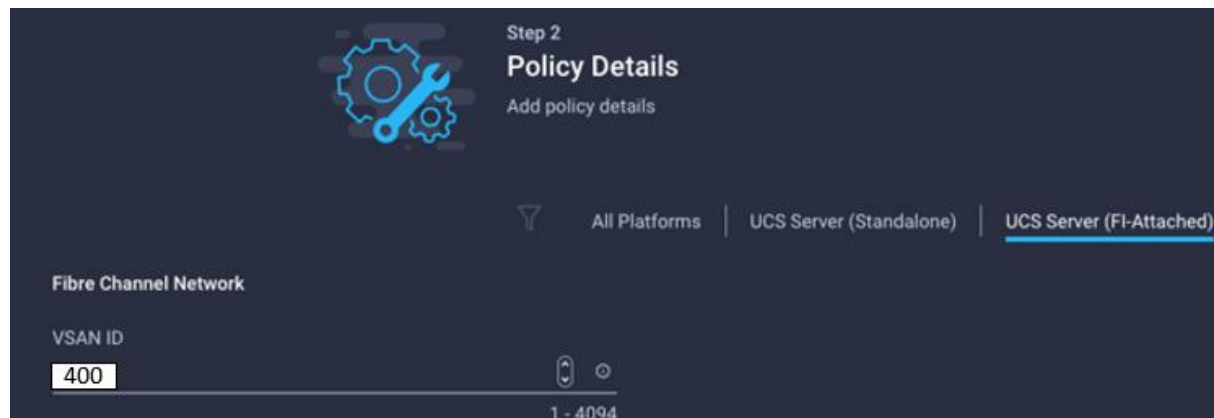 Step 2
Policy Details
Add policy details
All Platforms | UCS Server (Standalone) | UCS Server (FI-Attached)
Fibre Channel Network
VSAN ID
400
1 - 4094